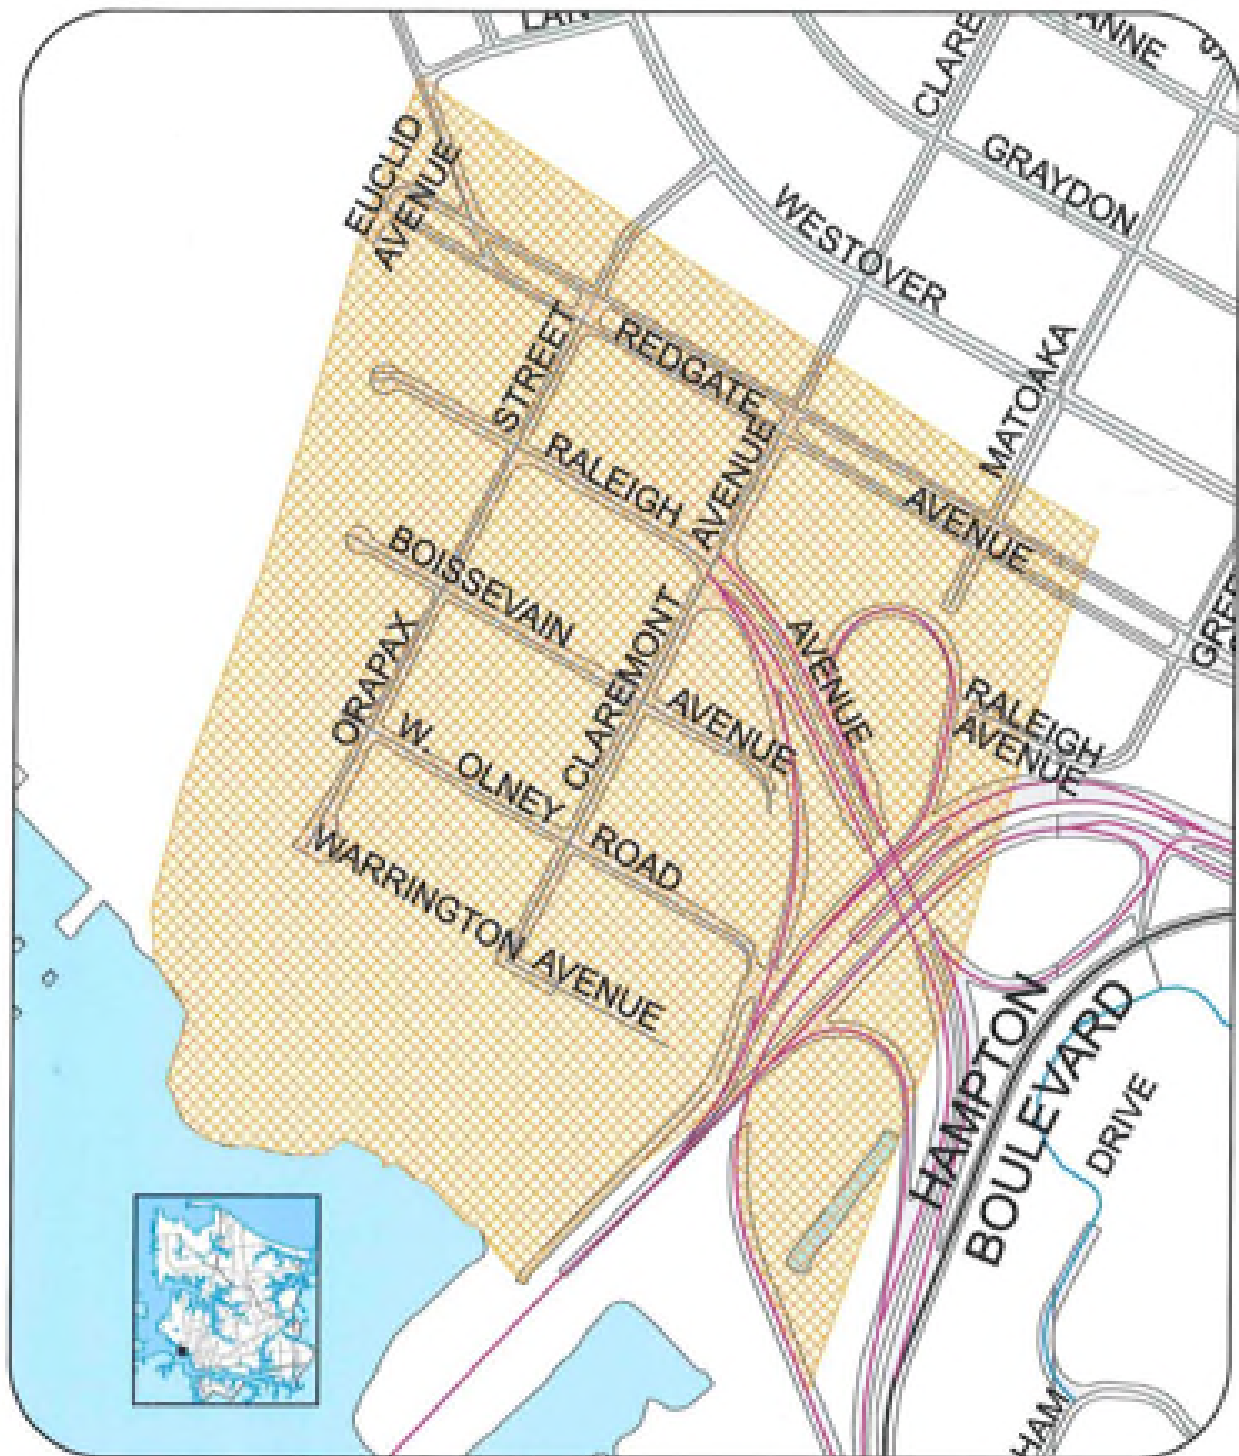 CLARE
ANNE
GRAYDON
WESTOVER
EUCLID
AVENUE
REDGATE
AVENUE
MATOAKA
STREET
RALEIGH
AVENUE
AVENUE
BOISSEVAIN
AVENUE
ORAPAX
CLAREMONT
RALEIGH
AVENUE
W. OLNEY
ROAD
WARRINGTON AVENUE
HAMPTON
BOULEVARD
DRIVE
HAM